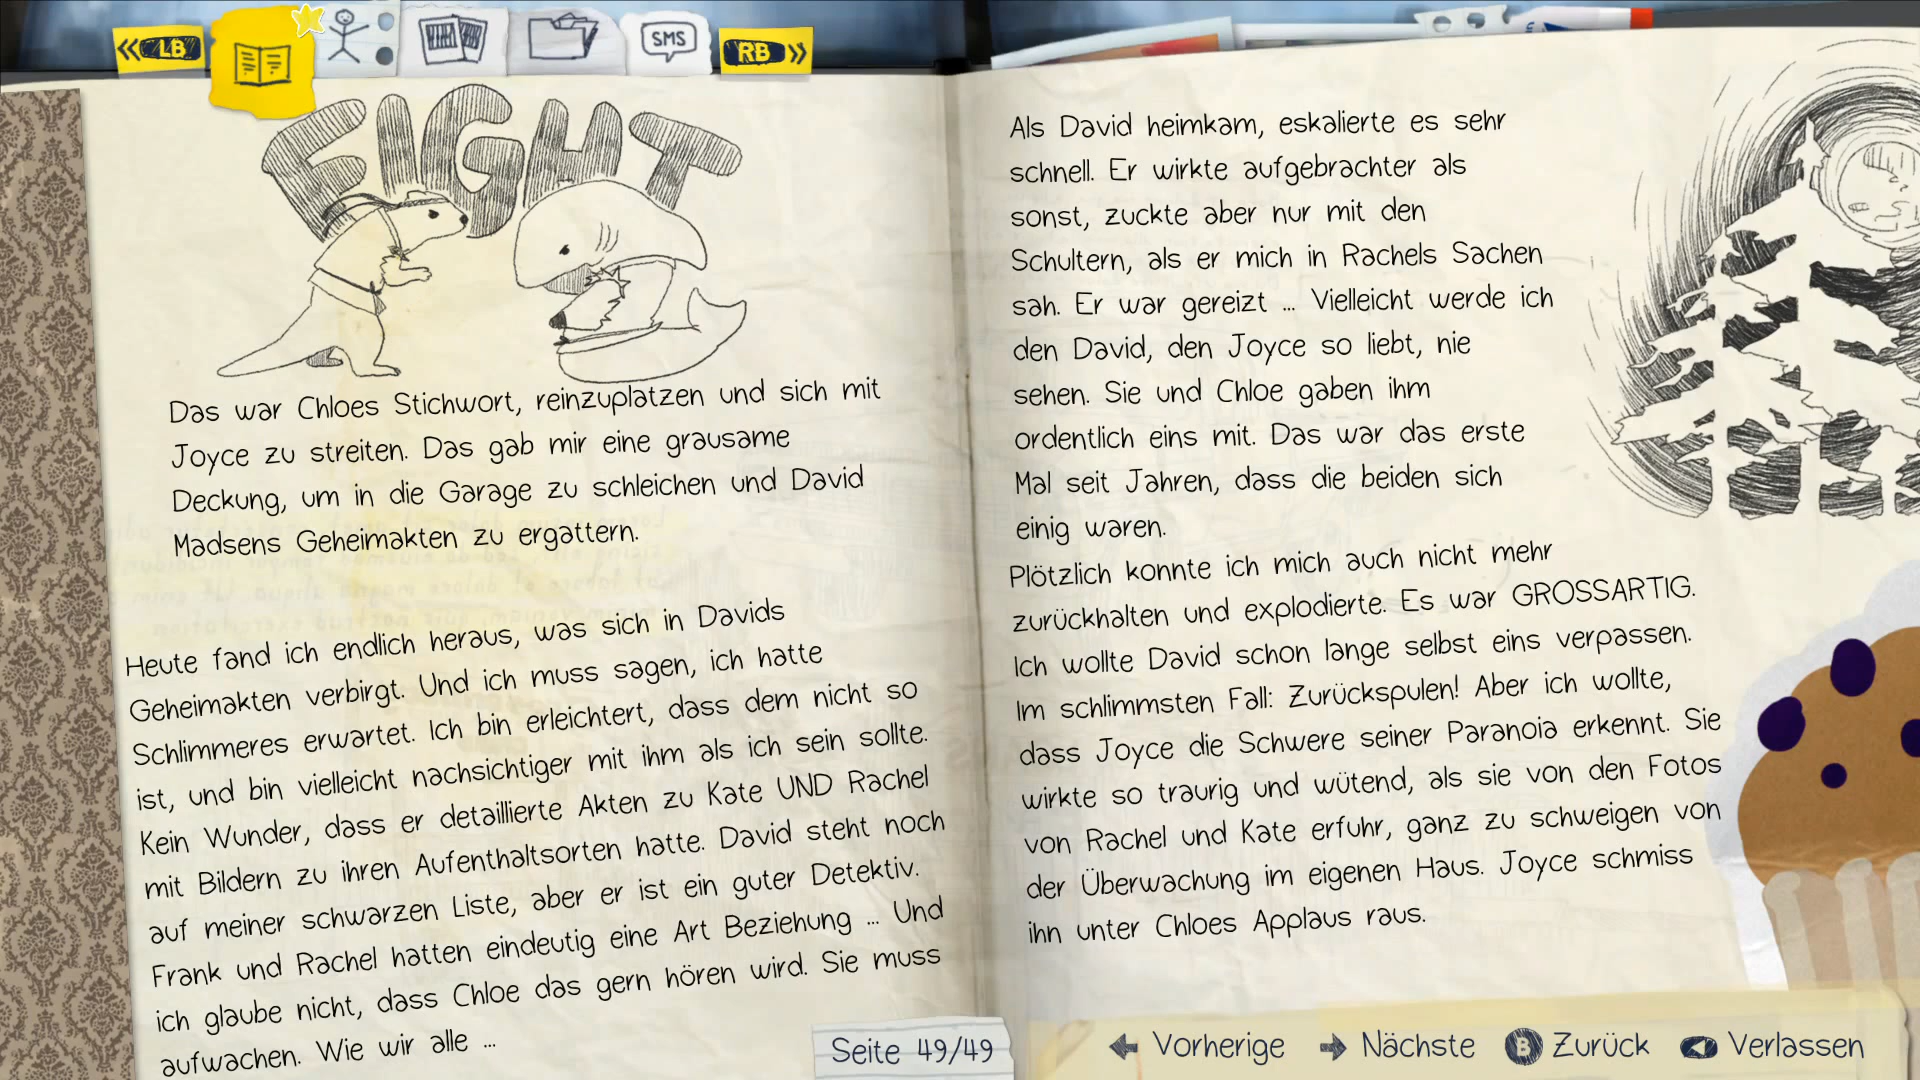 LB
SMS
RB
FIGHT
Das war Chloes Stichwort, reinzuplatzen und sich mit
Joyce zu streiten. Das gab mir eine grausame
Deckung, um in die Garage zu schleichen und David
Madsens Geheimakten zu ergattern.
Heute fand ich endlich heraus, was sich in Davids
Geheimakten verbirgt. Und ich muss sagen, ich hatte
Schlimmeres erwartet. Ich bin erleichtert, dass dem nicht so
ist, und bin vielleicht nachsichtiger mit ihm als ich sein sollte.
Kein Wunder, dass er detaillierte Akten zu Kate UND Rachel
mit Bildern zu ihren Aufenthaltsorten hatte. David steht noch
auf meiner schwarzen Liste, aber er ist ein guter Detektiv.
Frank und Rachel hatten eindeutig eine Art Beziehung ... Und
ich glaube nicht, dass Chloe das gern hören wird. Sie muss
aufwachen. Wie wir alle ...
Als David heimkam, eskalierte es sehr
schnell. Er wirkte aufgebrachter als
sonst, zuckte aber nur mit den
Schultern, als er mich in Rachels Sachen
sah. Er war gereizt ... Vielleicht werde ich
den David, den Joyce so liebt, nie
sehen. Sie und Chloe gaben ihm
ordentlich eins mit. Das war das erste
Mal seit Jahren, dass die beiden sich
einig waren.
Plötzlich konnte ich mich auch nicht mehr
zurückhalten und explodierte. Es war GROSSARTIG.
Ich wollte David schon lange selbst eins verpassen.
Im schlimmsten Fall: Zurückspulen! Aber ich wollte,
dass Joyce die Schwere seiner Paranoia erkennt. Sie
wirkte so traurig und wütend, als sie von den Fotos
von Rachel und Kate erfuhr, ganz zu schweigen von
der Überwachung im eigenen Haus. Joyce schmiss
ihn unter Chloes Applaus raus.
Seite 49/49
Vorherige
Nächste
B Zurück
Verlassen